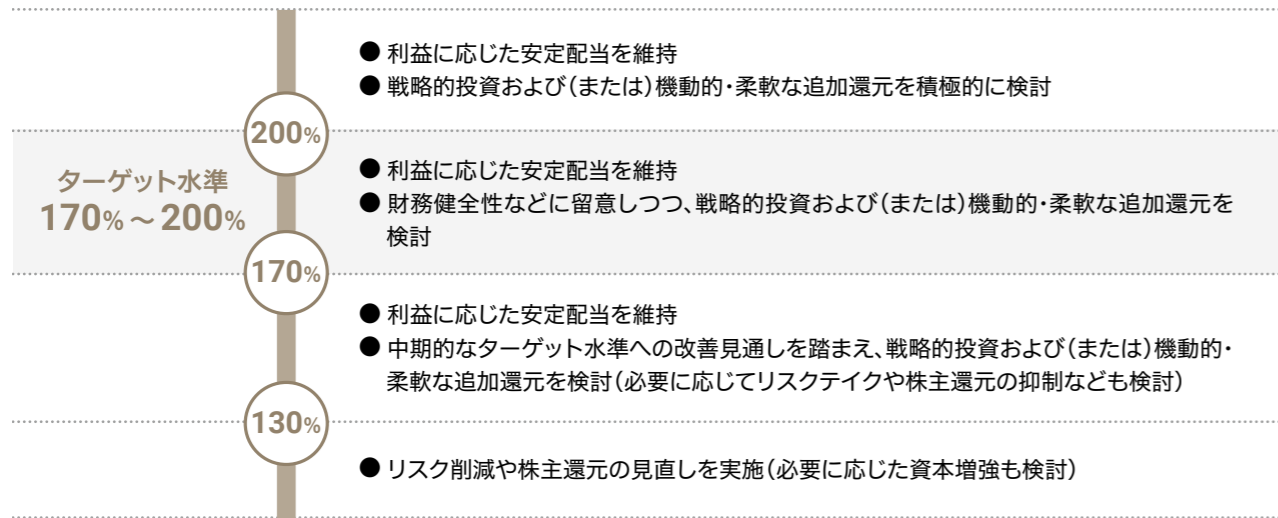 ● 利益に応じた安定配当を維持
● 戦略的投資および(または)機動的・柔軟な追加還元を積極的に検討
200%
ターゲット水準
170%～200%
● 利益に応じた安定配当を維持
● 財務健全性などに留意しつつ、戦略的投資および(または)機動的・柔軟な追加還元を
検討
170%
● 利益に応じた安定配当を維持
● 中期的なターゲット水準への改善見通しを踏まえ、戦略的投資および(または)機動的・
柔軟な追加還元を検討(必要に応じてリスクテイクや株主還元の抑制なども検討)
130%
● リスク削減や株主還元の見直しを実施(必要に応じた資本増強も検討)